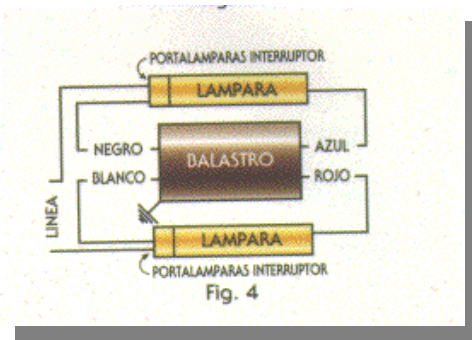 PORTALAMPARAS INTERRUPTOR
LAMPARA
NEGRO
AZUL
BALASTRO
BLANCO
ROJO
LINEA
LAMPARA
PORTALAMPARAS INTERRUPTOR
Fig. 4